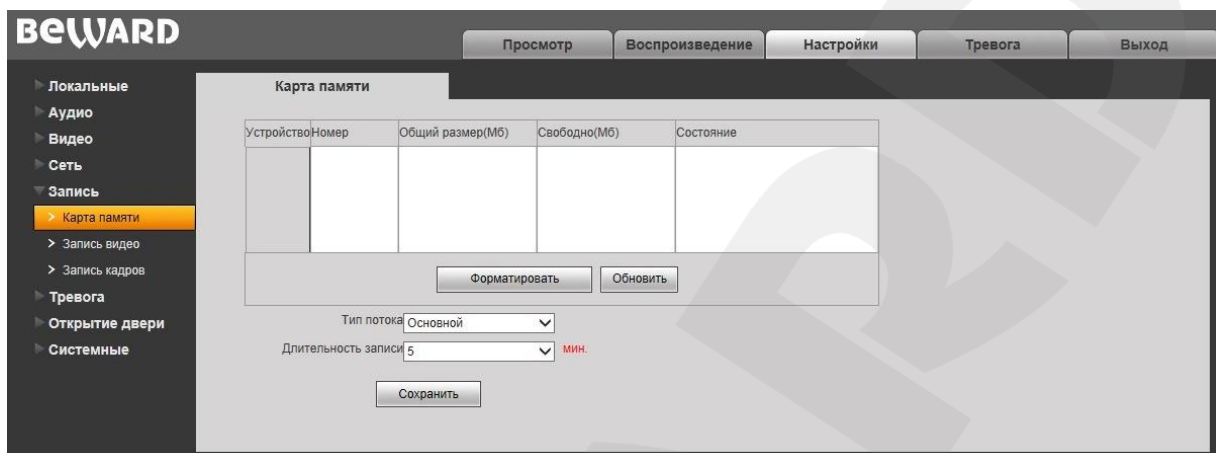 BEWARD
Просмотр Воспроизведение Настройки Тревога Выход
Локальные
Аудио
Видео
Сеть
Запись
> Карта памяти
> Запись видео
> Запись кадров
Тревога
Открытие двери
Системные
Карта памяти
Устройство Номер Общий размер(Мб) Свободно(Мб) Состояние
Форматировать Обновить
Тип потока Основной
Длительность записи 5 мин.
Сохранить